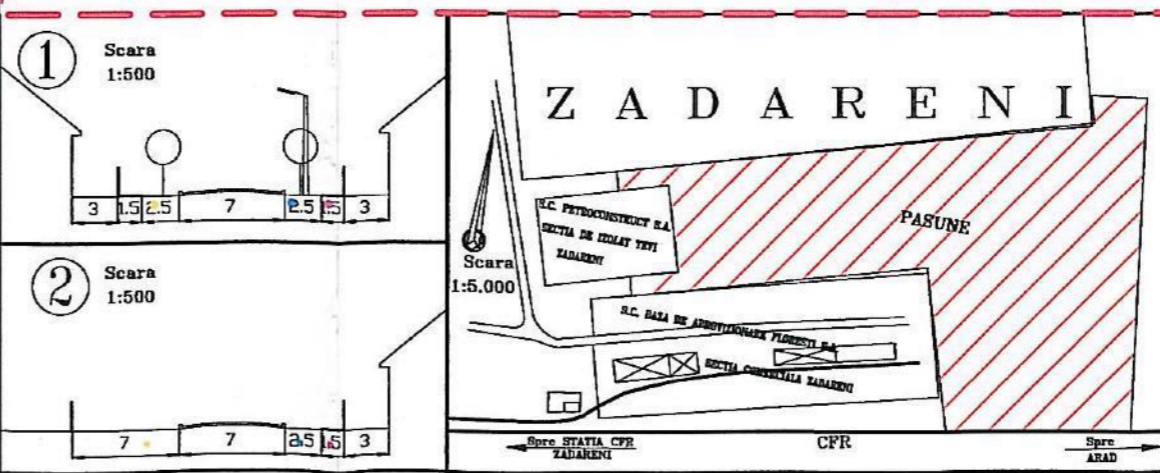 1
Scara
1:500
3 1.5 2.5 7 2.5 1.5 3
2
Scara
1:500
7 7 2.5 1.5 3
ZADARENI
S.C. PETROCONSTRUCT S.A.
SECTIA DE IZOLAT TEVI
ZADARENI
PASUNE
Scara
1:5.000
S.C. BAZA DE APROVIZIONARE FLORESTI S.A.
SECTIA COMERCIALA ZADARENI
Spre STATIA CFR
ZADARENI
CFR
Spre
ARAD